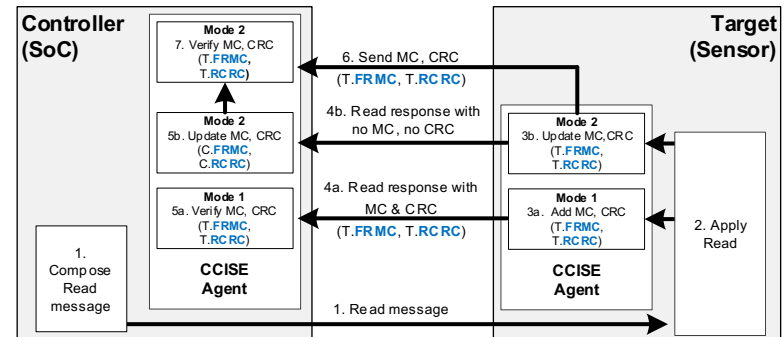 Controller
(SoC)
Target
(Sensor)
Mode 2
7. Verify MC, CRC
(T.FRMC,
T.RCRC)
6. Send MC, CRC
(T.FRMC, T.RCRC)
Mode 2
5b. Update MC, CRC
(C.FRMC,
C.RCRC)
4b. Read response with
no MC, no CRC
Mode 2
3b. Update MC,CRC
(T.FRMC,
T.RCRC)
Mode 1
5a. Verify MC, CRC
(T.FRMC,
T.RCRC)
4a. Read response with
MC & CRC
(T.FRMC, T.RCRC)
Mode 1
3a. Add MC, CRC
(T.FRMC,
T.RCRC)
2. Apply
Read
1.
Compose
Read
message
CCISE
Agent
CCISE
Agent
1. Read message